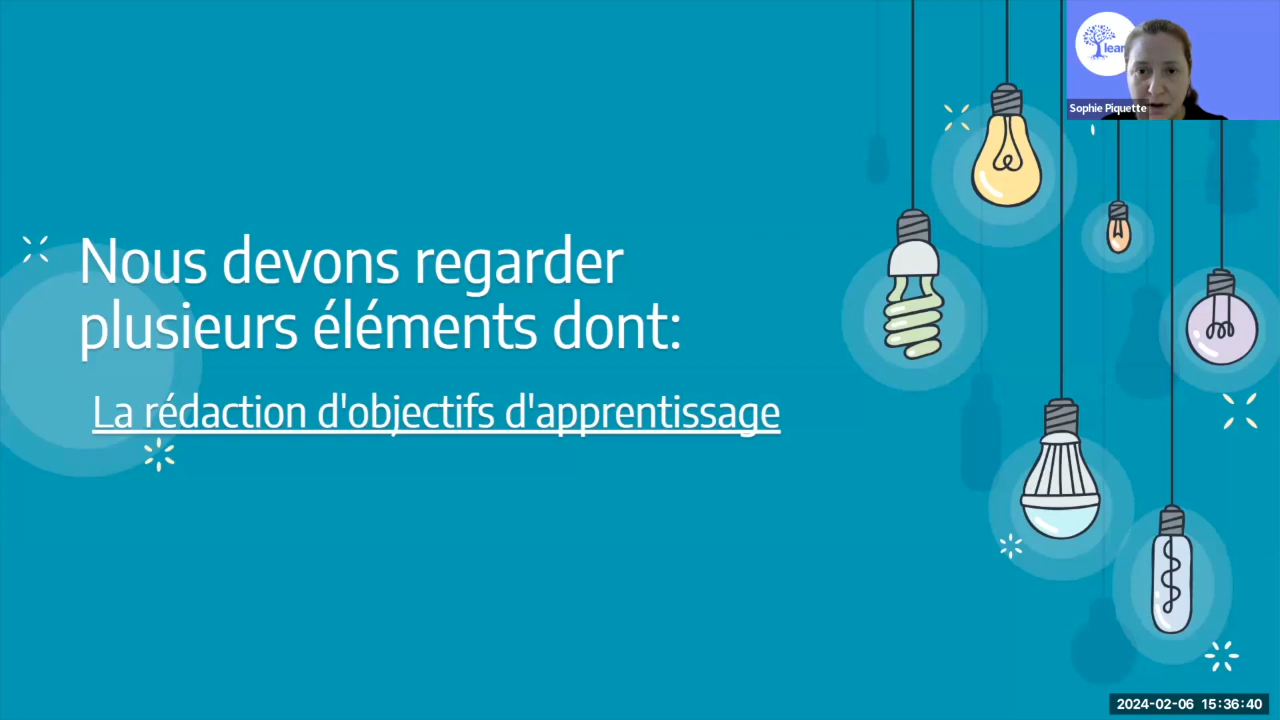 Sophie Piquette
Nous devons regarder
plusieurs éléments dont:
La rédaction d'objectifs d'apprentissage
2024-02-06 15:36:40